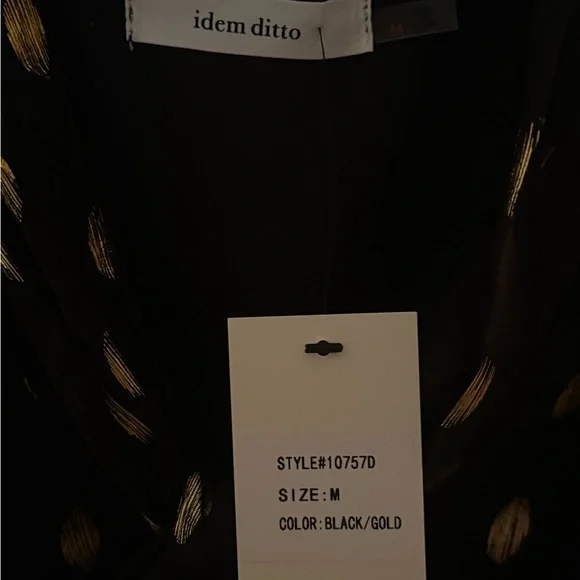 idem ditto
M
STYLE#10757D
SIZE:M
COLOR:BLACK/GOLD